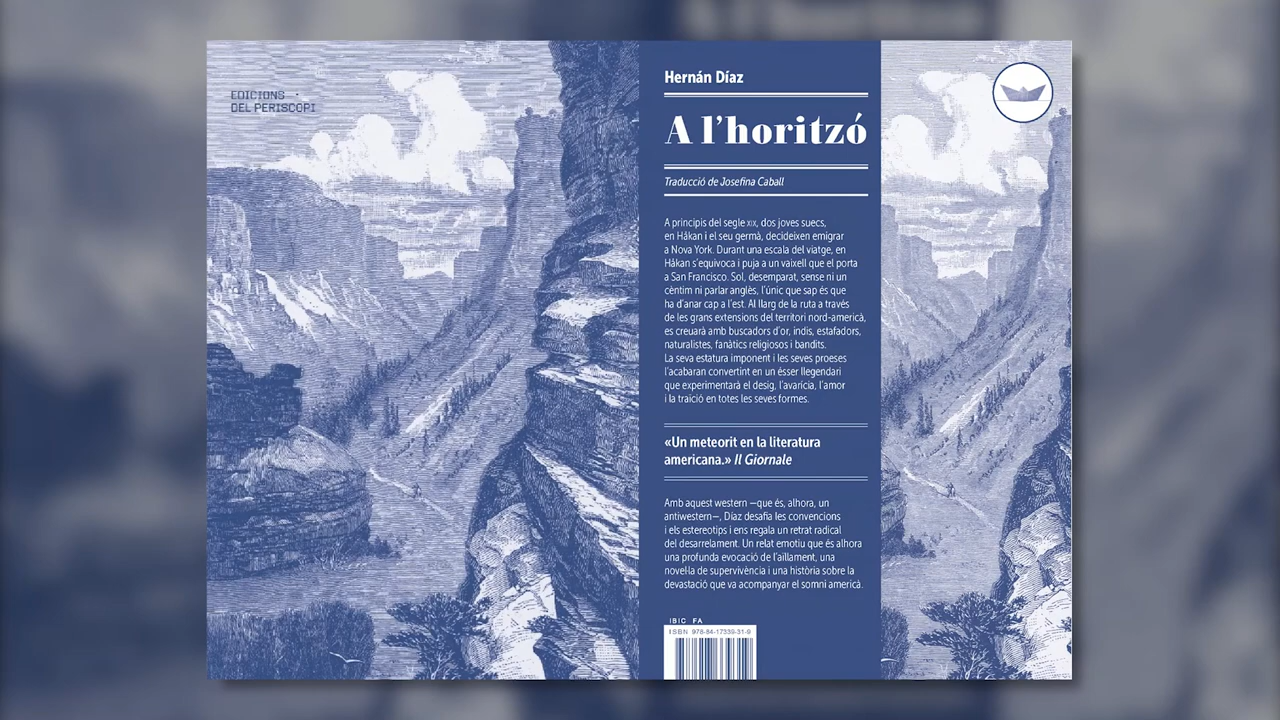 EDICIONS
DEL PERISCOPI
Hernán Díaz
A l'horitzó
Traducció de Josefina Caball
A principis del segle XIX, dos joves suecs,
en Håkan i el seu germà, decideixen emigrar
a Nova York. Durant una escala del viatge, en
Håkan s'equivoca i puja a un vaixell que el porta
a San Francisco. Sol, desemparat, sense ni un
cèntim ni parlar anglès, l'únic que sap és que
ha d'anar cap a l'est. Al llarg de la ruta a través
de les grans extensions del territori nord-americà,
es creuarà amb buscadors d'or, indis, estafadors,
naturalistes, fanàtics religiosos i bandits.
La seva estatura imponent i les seves proeses
l'acabaran convertint en un ésser llegendari
que experimentarà el desig, l'avarícia, l'amor
i la traïció en totes les seves formes.
«Un meteorit en la literatura
americana.» Il Giornale
Amb aquest western —que és, alhora, un
antiwestern—, Díaz desafia les convencions
i els estereotips i ens regala un retrat radical
del desarrelament. Un relat emotiu que és alhora
una profunda evocació de l'aïllament, una
novel·la de supervivència i una història sobre la
devastació que va acompanyar el somni americà.
IBIC FA
ISBN 978-84-17339-31-9